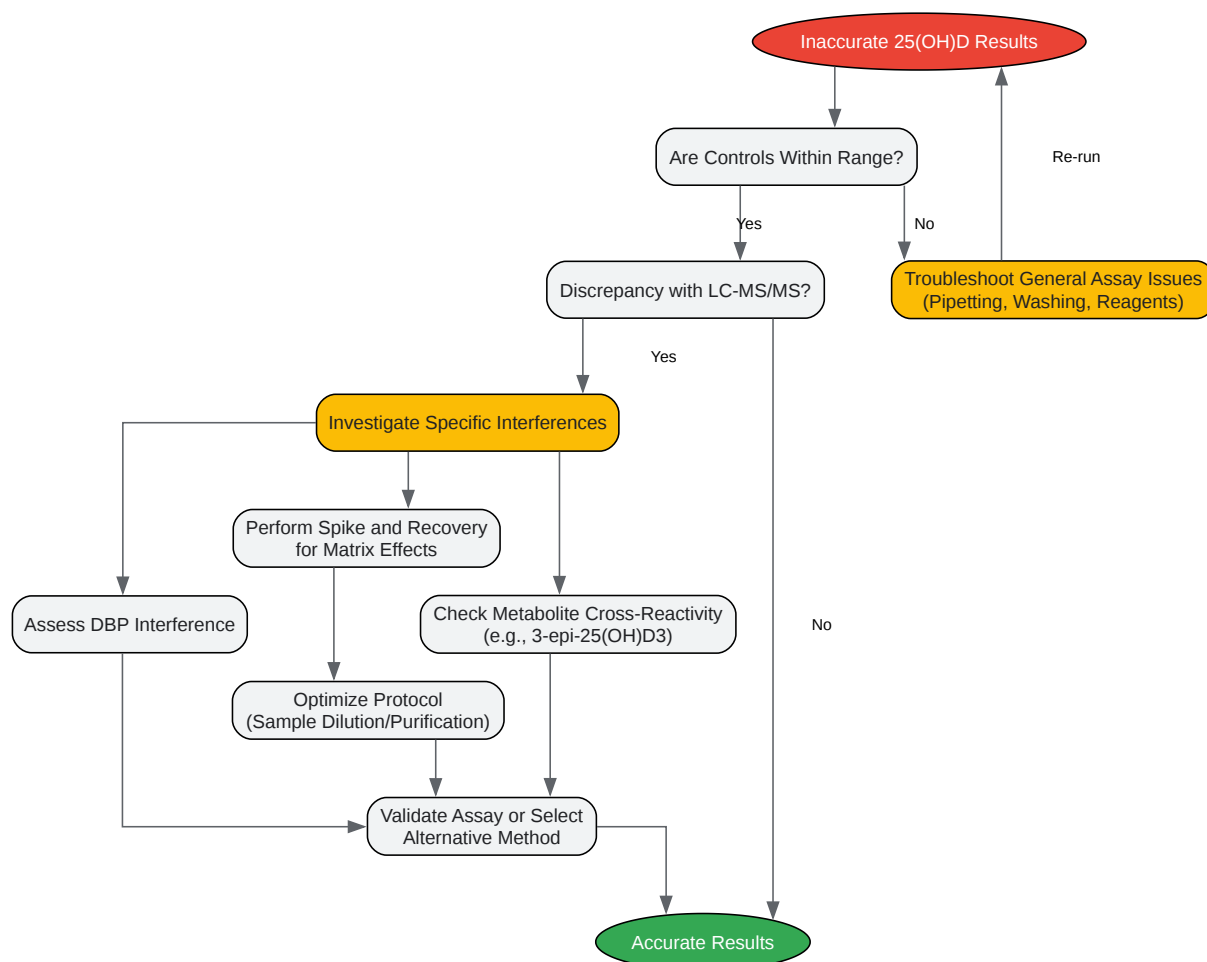 Inaccurate 25(OH)D Results
Are Controls Within Range?
Re-run
Yes
No
Discrepancy with LC-MS/MS?
Troubleshoot General Assay Issues
(Pipetting, Washing, Reagents)
Yes
Investigate Specific Interferences
Perform Spike and Recovery
for Matrix Effects
Assess DBP Interference
Check Metabolite Cross-Reactivity
(e.g., 3-epi-25(OH)D3)
No
Optimize Protocol
(Sample Dilution/Purification)
Validate Assay or Select
Alternative Method
Accurate Results